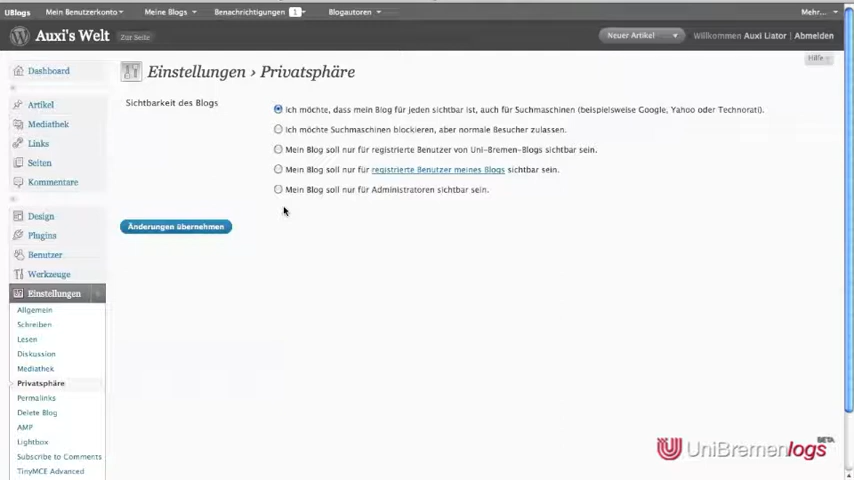 UBlogs Mein Benutzerkonto Meine Blogs Benachrichtigungen 1 Blogautoren Mehr...
Auxi's Welt Zur Seite Neuer Artikel Willkommen Auxi Liator | Abmelden
Hilfe
Einstellungen › Privatsphäre
Dashboard
Artikel
Mediathek
Links
Seiten
Kommentare
Design
Plugins
Benutzer
Werkzeuge
Einstellungen
Allgemein
Schreiben
Lesen
Diskussion
Mediathek
Privatsphäre
Permalinks
Delete Blog
AMP
Lightbox
Subscribe to Comments
TinyMCE Advanced
Sichtbarkeit des Blogs
Ich möchte, dass mein Blog für jeden sichtbar ist, auch für Suchmaschinen (beispielsweise Google, Yahoo oder Technorati).
Ich möchte Suchmaschinen blockieren, aber normale Besucher zulassen.
Mein Blog soll nur für registrierte Benutzer von Uni-Bremen-Blogs sichtbar sein.
Mein Blog soll nur für registrierte Benutzer meines Blogs sichtbar sein.
Mein Blog soll nur für Administratoren sichtbar sein.
Änderungen übernehmen
UniBremenlogs BETA